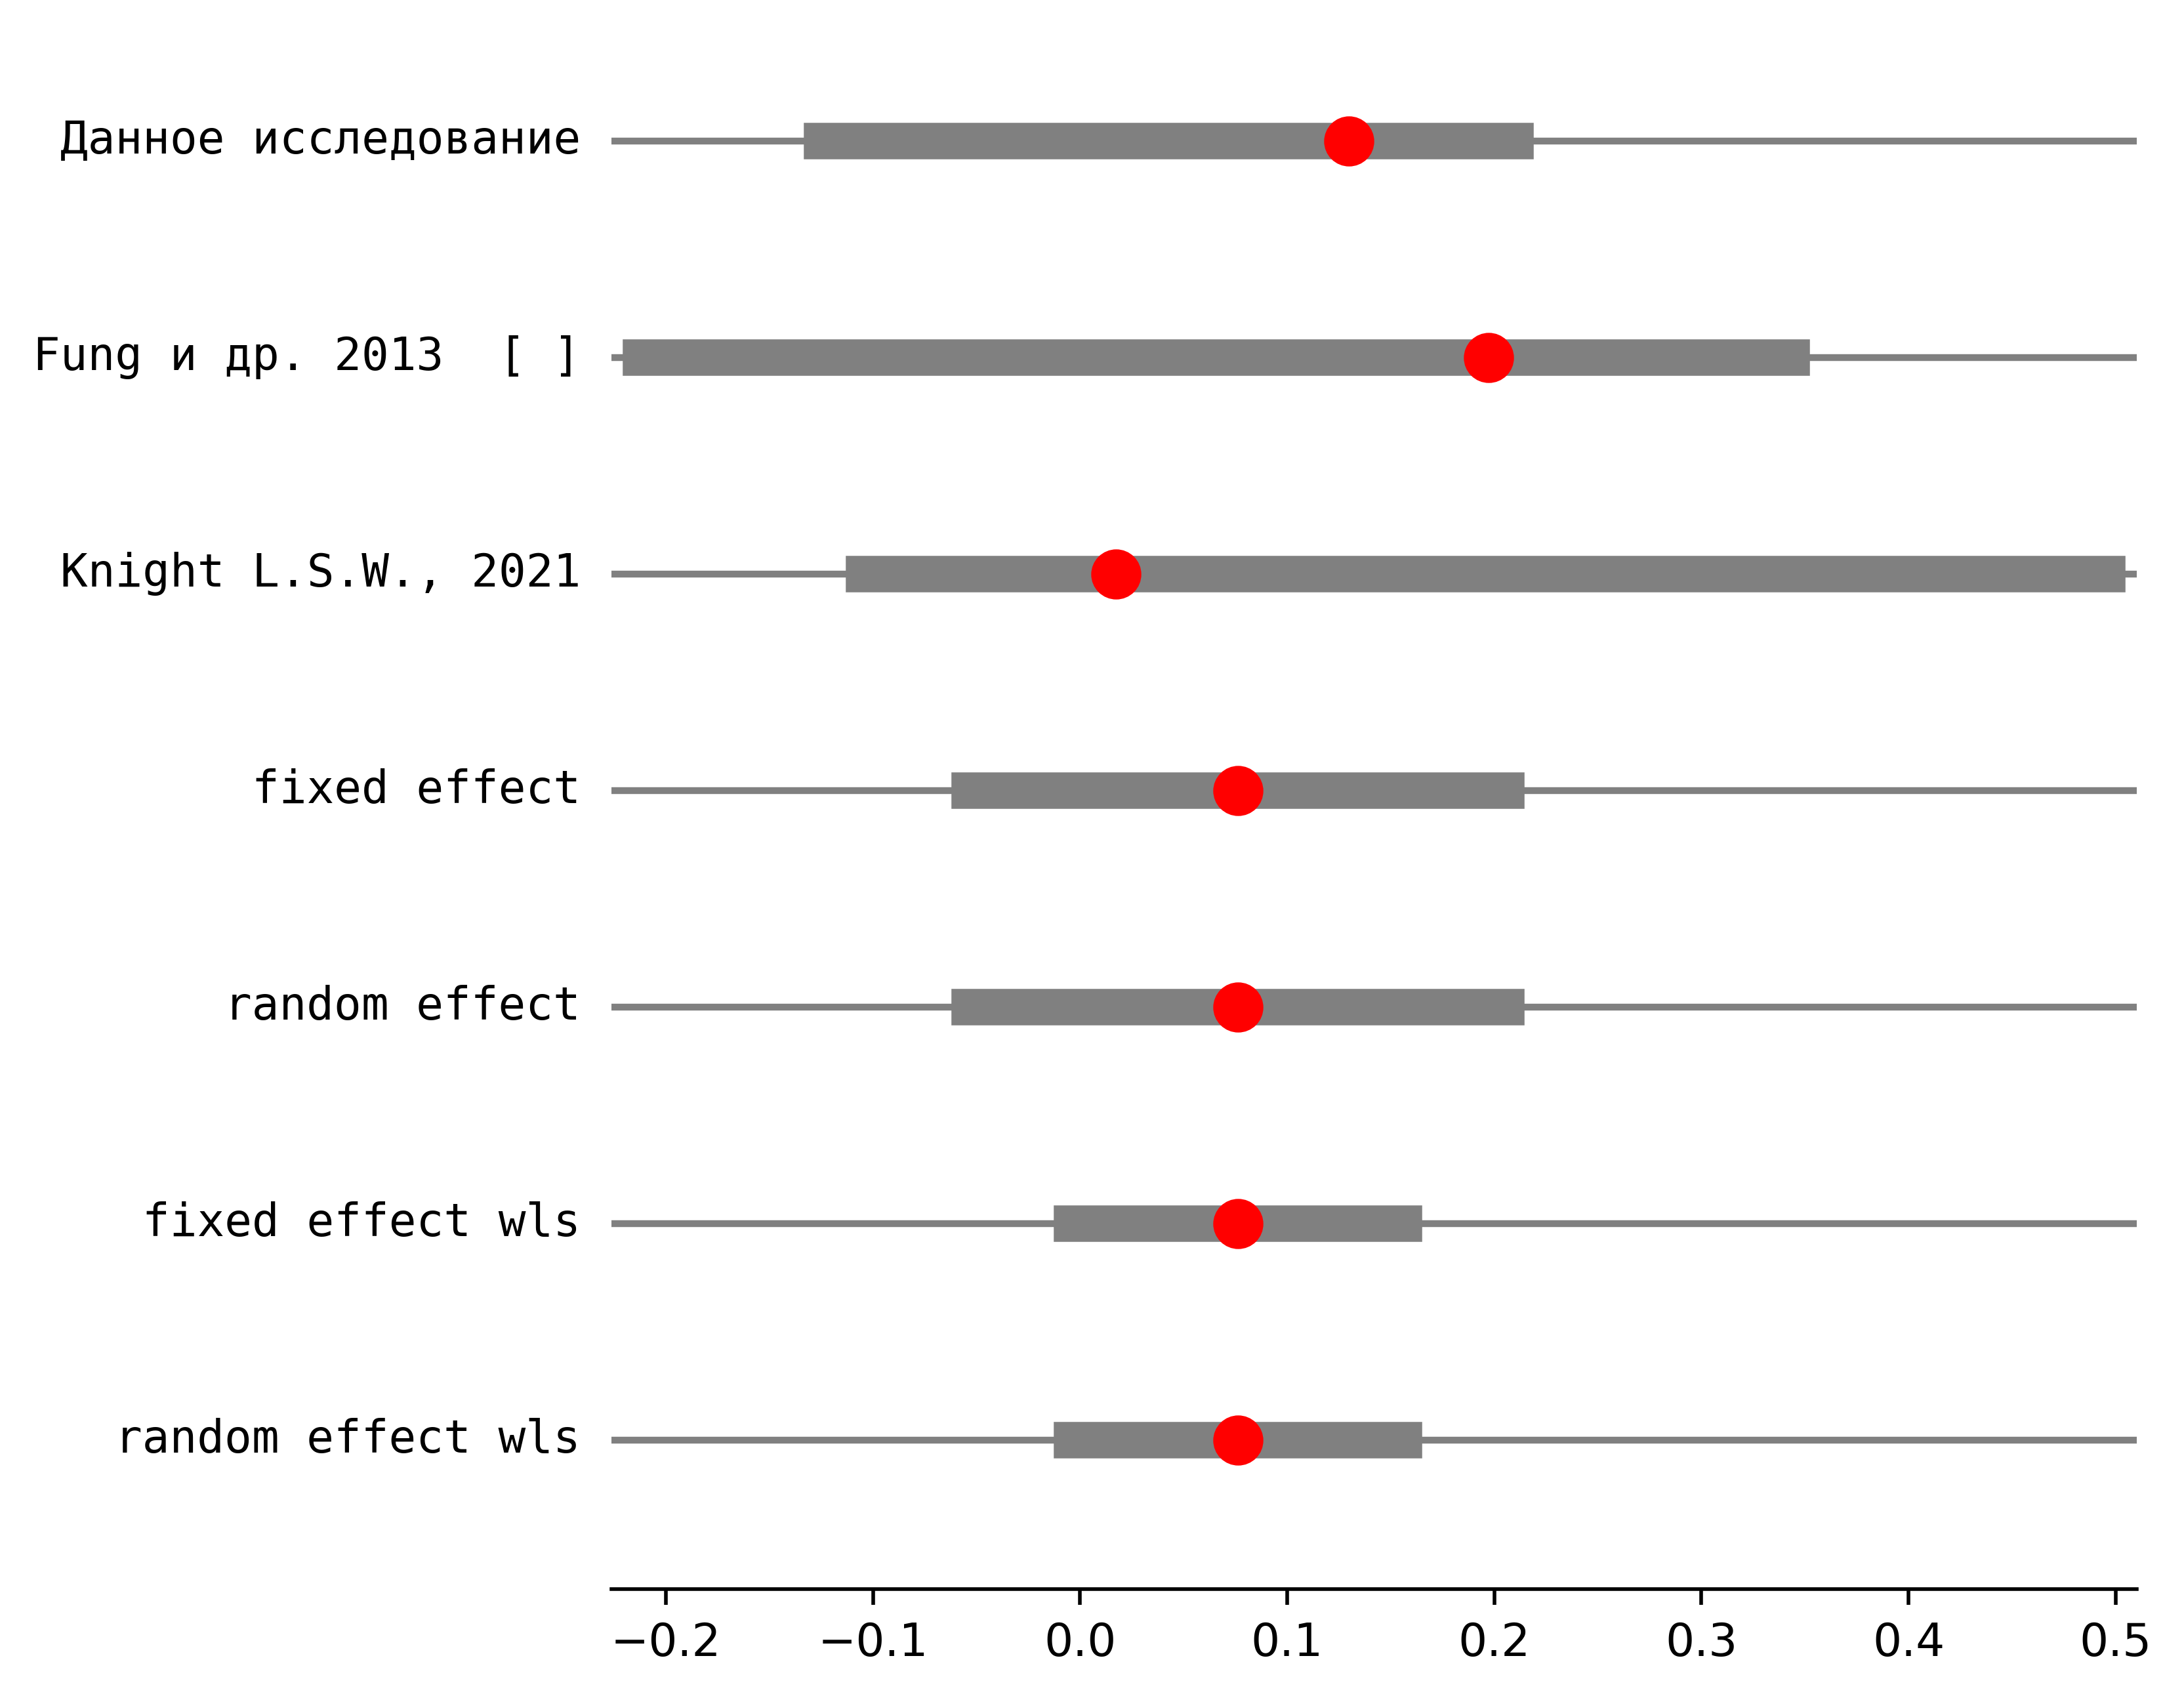 Данное исследование
Fung и др. 2013  [ ]
Knight L.S.W., 2021
fixed effect
random effect
fixed effect wls
random effect wls
−0.2 −0.1 0.0 0.1 0.2 0.3 0.4 0.5